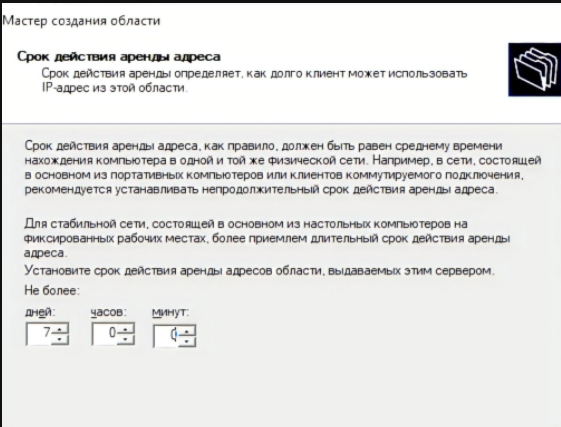 Мастер создания области
Срок действия аренды адреса
Срок действия аренды определяет, как долго клиент может использовать
IP-адрес из этой области.
Срок действия аренды адреса, как правило, должен быть равен среднему времени
нахождения компьютера в одной и той же физической сети. Например, в сети, состоящей
в основном из портативных компьютеров или клиентов коммутируемого подключения,
рекомендуется устанавливать непродолжительный срок действия аренды адреса.
Для стабильной сети, состоящей в основном из настольных компьютеров на
фиксированных рабочих местах, более приемлем длительный срок действия аренды
адреса.
Установите срок действия аренды адресов области, выдаваемых этим сервером.
Не более:
дней: часов: минут:
7 0 0